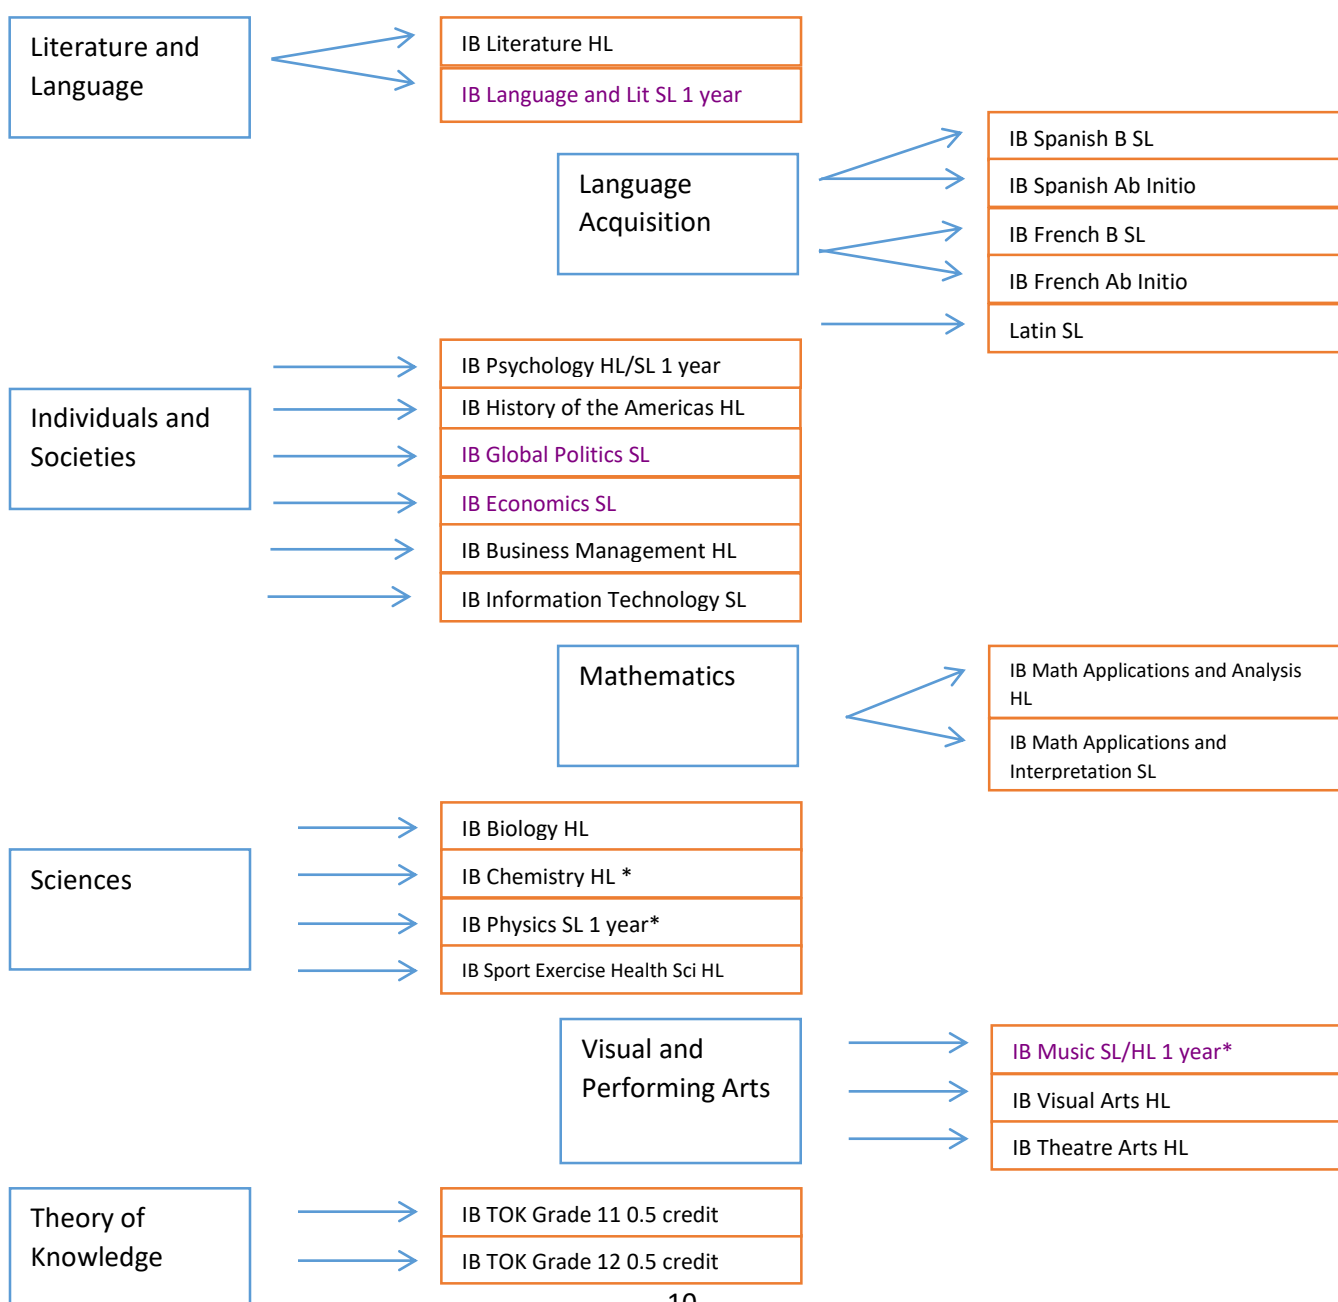 Literature and
Language
IB Literature HL
IB Language and Lit SL 1 year
Language
Acquisition
IB Spanish B SL
IB Spanish Ab Initio
IB French B SL
IB French Ab Initio
Latin SL
Individuals and
Societies
IB Psychology HL/SL 1 year
IB History of the Americas HL
IB Global Politics SL
IB Economics SL
IB Business Management HL
IB Information Technology SL
Mathematics
IB Math Applications and Analysis
HL
IB Math Applications and
Interpretation SL
Sciences
IB Biology HL
IB Chemistry HL *
IB Physics SL 1 year*
IB Sport Exercise Health Sci HL
Visual and
Performing Arts
IB Music SL/HL 1 year*
IB Visual Arts HL
IB Theatre Arts HL
Theory of
Knowledge
IB TOK Grade 11 0.5 credit
IB TOK Grade 12 0.5 credit
10